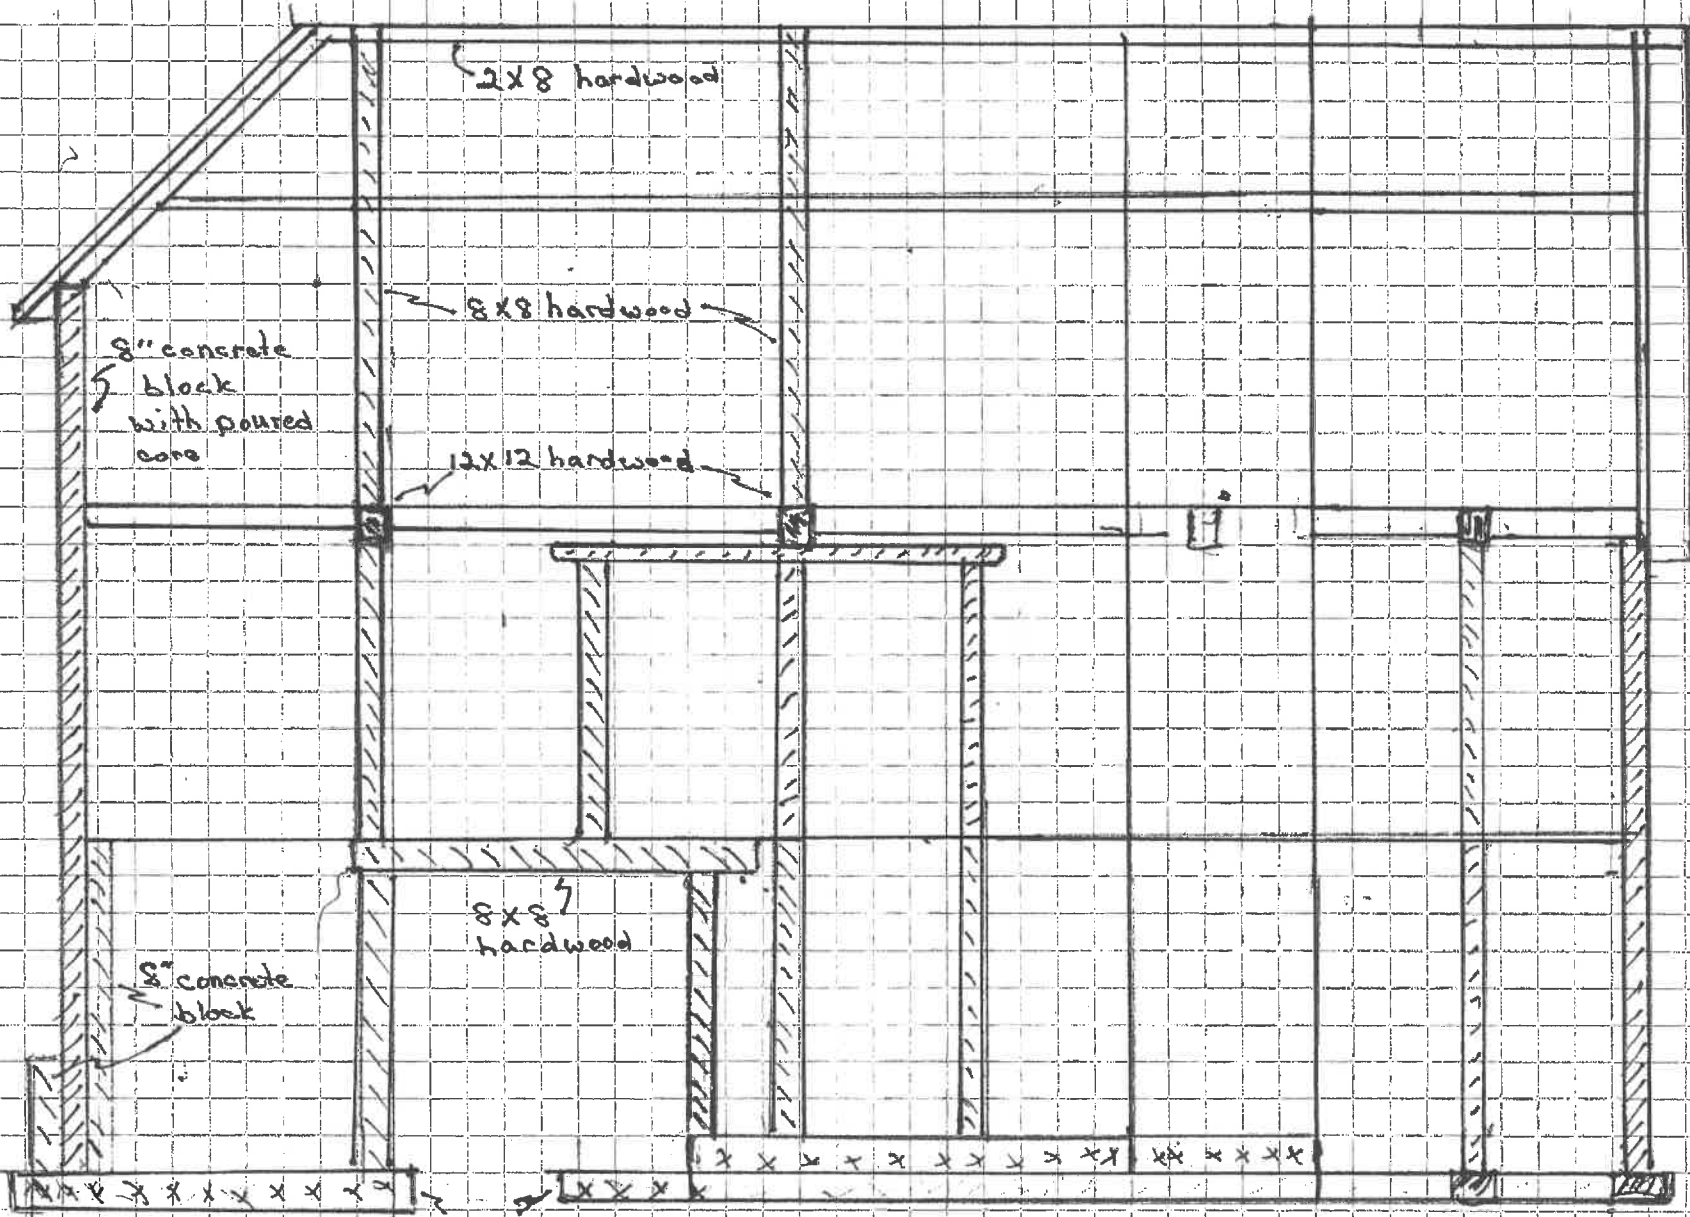 2X8 hardwood
8X8 hardwood
8" concrete
block
with poured
core
12X12 hardwood
8X8
hardwood
8" concrete
block